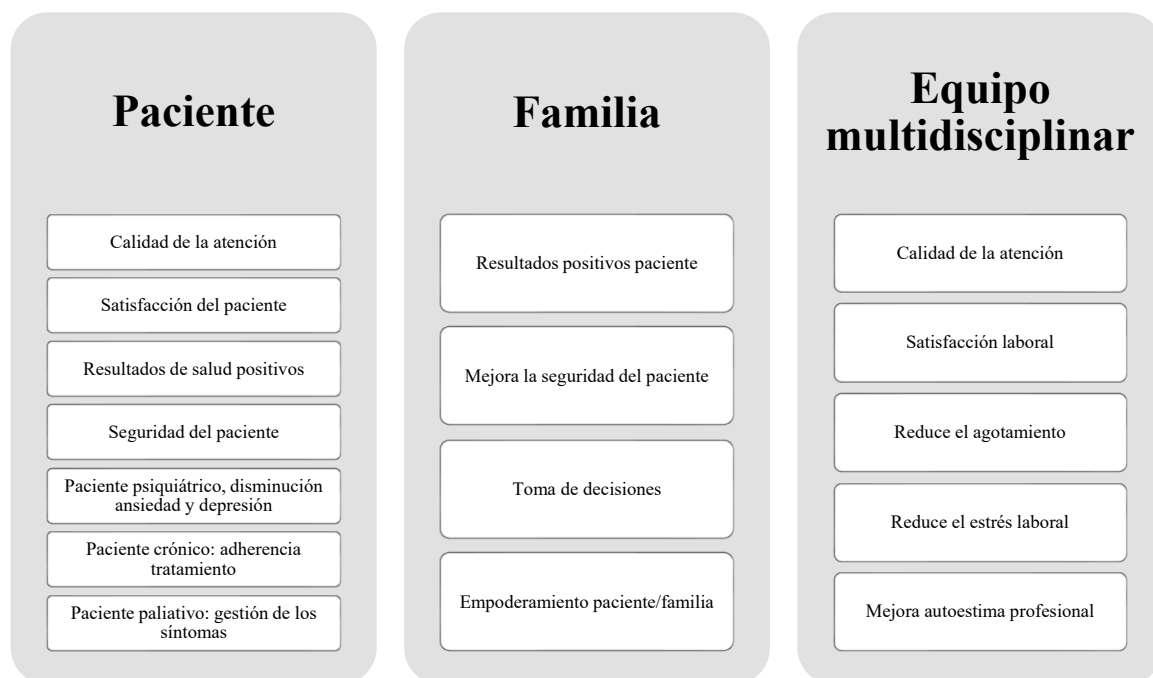 Paciente
Calidad de la atención
Satisfacción del paciente
Resultados de salud positivos
Seguridad del paciente
Paciente psiquiátrico, disminución
ansiedad y depresión
Paciente crónico: adherencia
tratamiento
Paciente paliativo: gestión de los
síntomas
Familia
Resultados positivos paciente
Mejora la seguridad del paciente
Toma de decisiones
Empoderamiento paciente/familia
Equipo
multidisciplinar
Calidad de la atención
Satisfacción laboral
Reduce el agotamiento
Reduce el estrés laboral
Mejora autoestima profesional